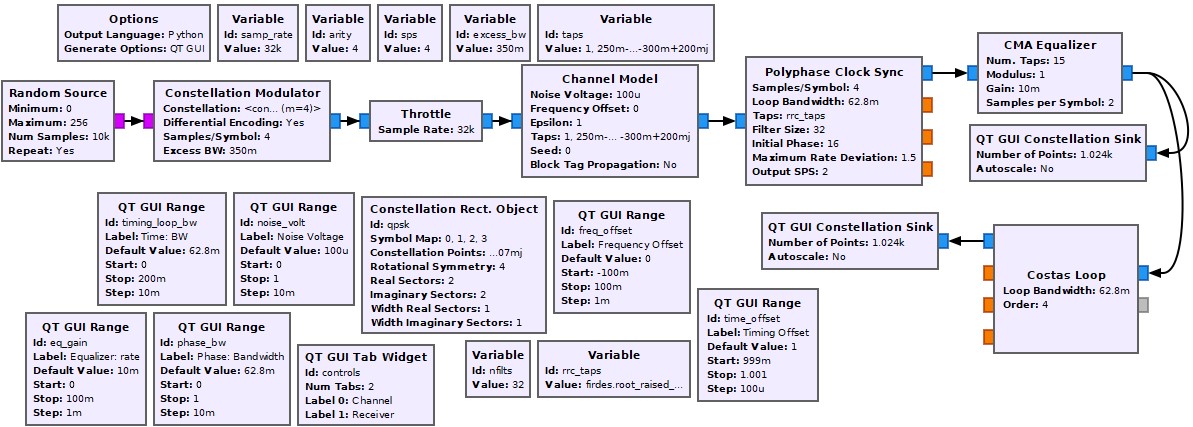 Options
Output Language: Python
Generate Options: QT GUI
Variable
Id: samp_rate
Value: 32k
Variable
Id: arity
Value: 4
Variable
Id: sps
Value: 4
Variable
Id: excess_bw
Value: 350m
Variable
Id: taps
Value: 1, 250m-...-300m+200mj
Random Source
Minimum: 0
Maximum: 256
Num Samples: 10k
Repeat: Yes
Constellation Modulator
Constellation: <con... (m=4)>
Differential Encoding: Yes
Samples/Symbol: 4
Excess BW: 350m
Throttle
Sample Rate: 32k
Channel Model
Noise Voltage: 100u
Frequency Offset: 0
Epsilon: 1
Taps: 1, 250m-... -300m+200mj
Seed: 0
Block Tag Propagation: No
Polyphase Clock Sync
Samples/Symbol: 4
Loop Bandwidth: 62.8m
Taps: rrc_taps
Filter Size: 32
Initial Phase: 16
Maximum Rate Deviation: 1.5
Output SPS: 2
CMA Equalizer
Num. Taps: 15
Modulus: 1
Gain: 10m
Samples per Symbol: 2
QT GUI Constellation Sink
Number of Points: 1.024k
Autoscale: No
QT GUI Range
Id: timing_loop_bw
Label: Time: BW
Default Value: 62.8m
Start: 0
Stop: 200m
Step: 10m
QT GUI Range
Id: noise_volt
Label: Noise Voltage
Default Value: 100u
Start: 0
Stop: 1
Step: 10m
Constellation Rect. Object
Id: qpsk
Symbol Map: 0, 1, 2, 3
Constellation Points: ...07mj
Rotational Symmetry: 4
Real Sectors: 2
Imaginary Sectors: 2
Width Real Sectors: 1
Width Imaginary Sectors: 1
QT GUI Range
Id: freq_offset
Label: Frequency Offset
Default Value: 0
Start: -100m
Stop: 100m
Step: 1m
QT GUI Constellation Sink
Number of Points: 1.024k
Autoscale: No
Costas Loop
Loop Bandwidth: 62.8m
Order: 4
QT GUI Range
Id: eq_gain
Label: Equalizer: rate
Default Value: 10m
Start: 0
Stop: 100m
Step: 1m
QT GUI Range
Id: phase_bw
Label: Phase: Bandwidth
Default Value: 62.8m
Start: 0
Stop: 1
Step: 10m
QT GUI Tab Widget
Id: controls
Num Tabs: 2
Label 0: Channel
Label 1: Receiver
Variable
Id: nfilts
Value: 32
Variable
Id: rrc_taps
Value: firdes.root_raised_...
QT GUI Range
Id: time_offset
Label: Timing Offset
Default Value: 1
Start: 999m
Stop: 1.001
Step: 100u